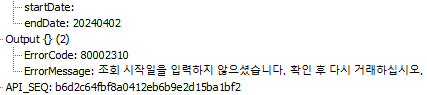 startDate:
endDate: 20240402
Output {} (2)
ErrorCode: 80002310
ErrorMessage: 조회 시작일을 입력하지 않으셨습니다. 확인 후 다시 거래하십시오.
API_SEQ: b6d2c64fbf8a0412eb6b9e2d15ba1bf2